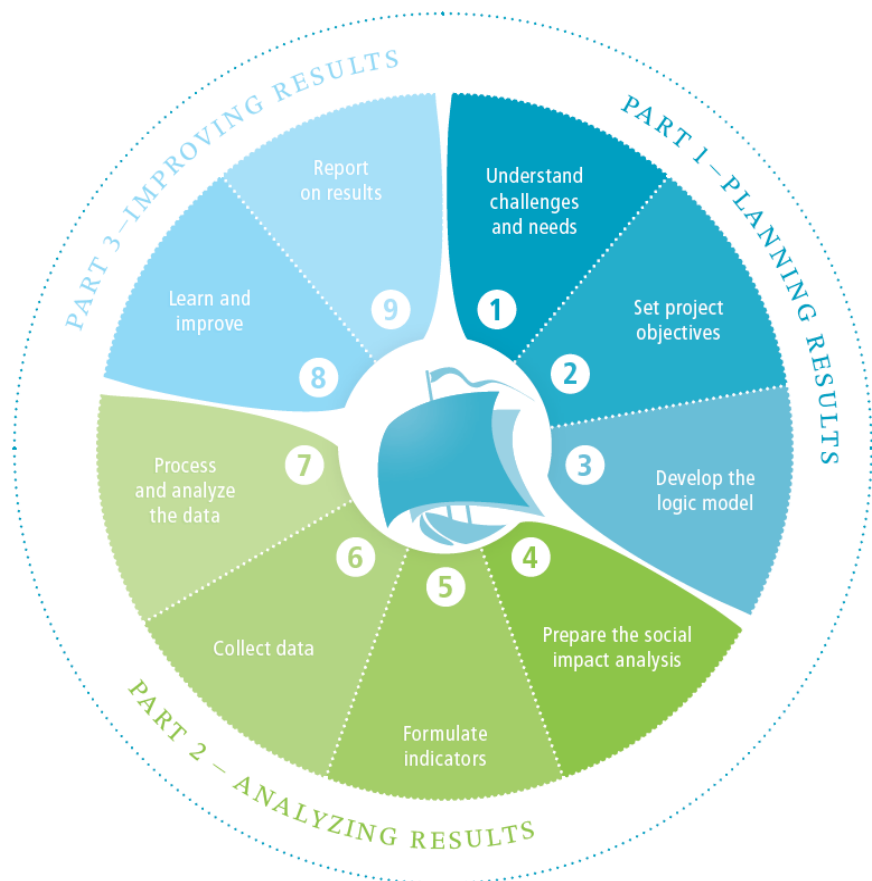 PART 1 – PLANNING RESULTS
1
Understand
challenges
and needs
2
Set project
objectives
3
Develop the
logic model
PART 2 – ANALYZING RESULTS
4
Prepare the social
impact analysis
5
Formulate
indicators
6
Collect data
7
Process
and analyze
the data
PART 3–IMPROVING RESULTS
8
Learn and
improve
9
Report
on results